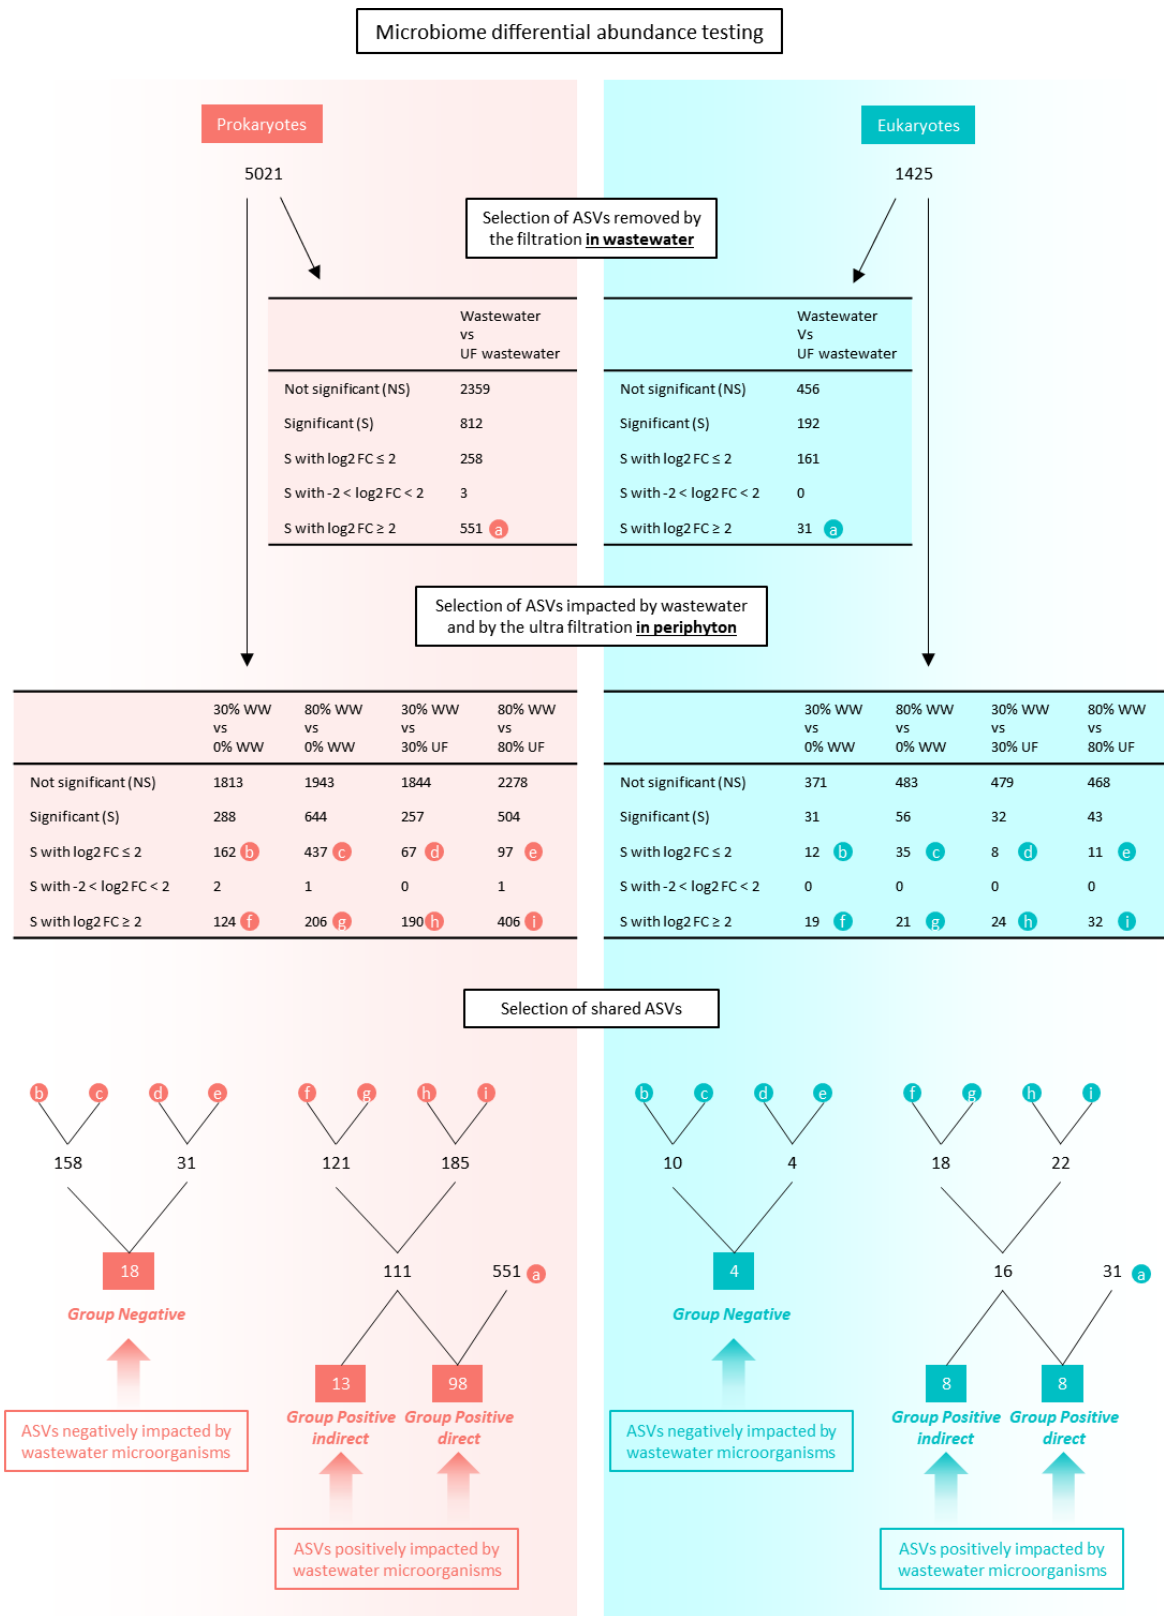 Microbiome differential abundance testing
Prokaryotes
5021
Eukaryotes
1425
Selection of ASVs removed by
the filtration in wastewater
Wastewater
vs
UF wastewater
Not significant (NS) 2359
Significant (S) 812
S with log2 FC ≤ 2 258
S with -2 < log2 FC < 2 3
S with log2 FC ≥ 2 551 a
Wastewater
Vs
UF wastewater
Not significant (NS) 456
Significant (S) 192
S with log2 FC ≤ 2 161
S with -2 < log2 FC < 2 0
S with log2 FC ≥ 2 31 a
Selection of ASVs impacted by wastewater
and by the ultra filtration in periphyton
30% WW 80% WW 30% WW 80% WW
vs vs vs vs
0% WW 0% WW 30% UF 80% UF
Not significant (NS) 1813 1943 1844 2278
Significant (S) 288 644 257 504
S with log2 FC ≤ 2 162 b 437 c 67 d 97 e
S with -2 < log2 FC < 2 2 1 0 1
S with log2 FC ≥ 2 124 f 206 g 190 h 406 i
30% WW 80% WW 30% WW 80% WW
vs vs vs vs
0% WW 0% WW 30% UF 80% UF
Not significant (NS) 371 483 479 468
Significant (S) 31 56 32 43
S with log2 FC ≤ 2 12 b 35 c 8 d 11 e
S with -2 < log2 FC < 2 0 0 0 0
S with log2 FC ≥ 2 19 f 21 g 24 h 32 i
Selection of shared ASVs
b c d e f g h i
158 31 121 185
18 111 551 a
Group Negative
13 98
Group Positive indirect
Group Positive direct
ASVs negatively impacted by
wastewater microorganisms
ASVs positively impacted by
wastewater microorganisms
b c d e f g h i
10 4 18 22
4 16 31 a
Group Negative
8 8
Group Positive indirect
Group Positive direct
ASVs negatively impacted by
wastewater microorganisms
ASVs positively impacted by
wastewater microorganisms